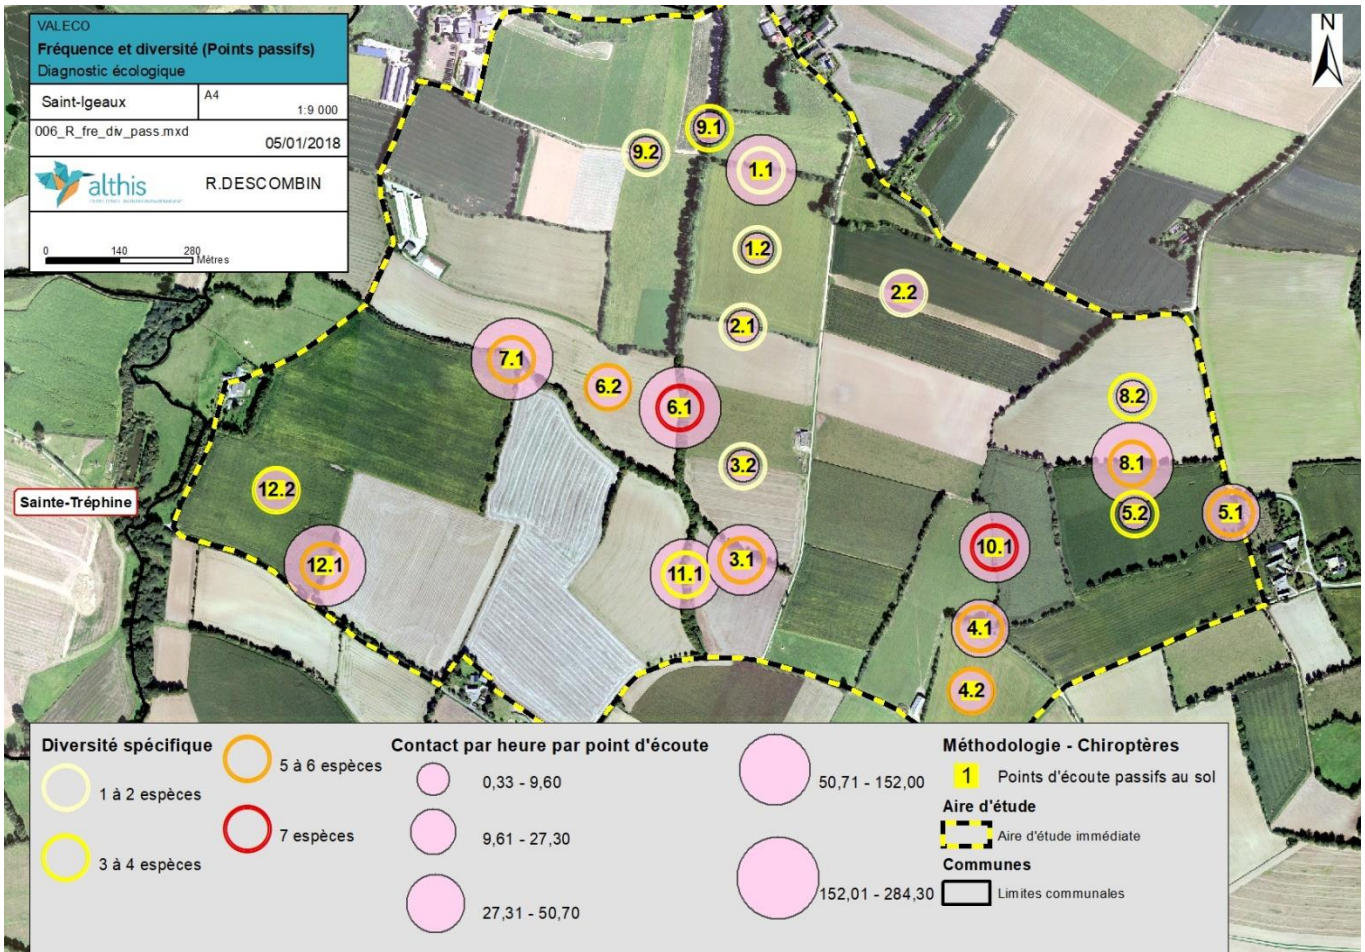 VALECO
Fréquence et diversité (Points passifs)
Diagnostic écologique
Saint-Igeaux
A4
1:9 000
006_R_fre_div_pass.mxd
05/01/2018
althis
R.DESCOMBIN
0 140 280
Mètres
N
9.1
9.2
1.1
1.2
2.2
2.1
7.1
6.2
6.1
8.2
3.2
8.1
12.2
Sainte-Tréphine
5.2
5.1
10.1
3.1
12.1
11.1
4.1
4.2
Diversité spécifique
1 à 2 espèces
3 à 4 espèces
5 à 6 espèces
7 espèces
Contact par heure par point d'écoute
0,33 - 9,60
9,61 - 27,30
27,31 - 50,70
50,71 - 152,00
152,01 - 284,30
Méthodologie - Chiroptères
1 Points d'écoute passifs au sol
Aire d'étude
Aire d'étude immédiate
Communes
Limites communales